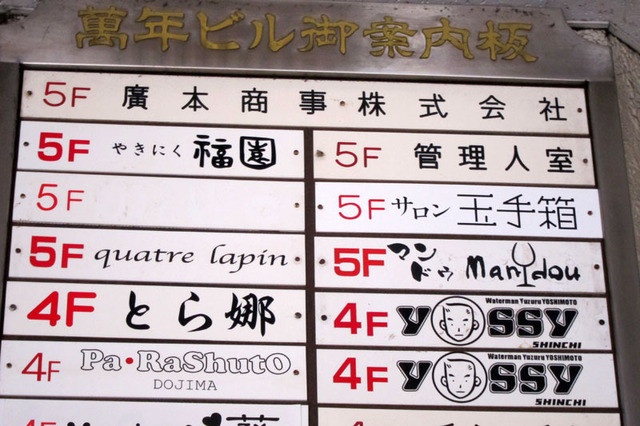 萬年ビル御案内板
5F 廣本商事株式会社
5F やきにく 福園
5F 管理人室
5F
5F サロン 玉手箱
5F quatre lapin
5F マンドゥ Mandou
4F とら娜
4F Waterman Yuzuru YOSHIMOTO
yossy
SHINCHI
4F Pa・RaShutO
DOJIMA
4F Waterman Yuzuru YOSHIMOTO
yossy
SHINCHI